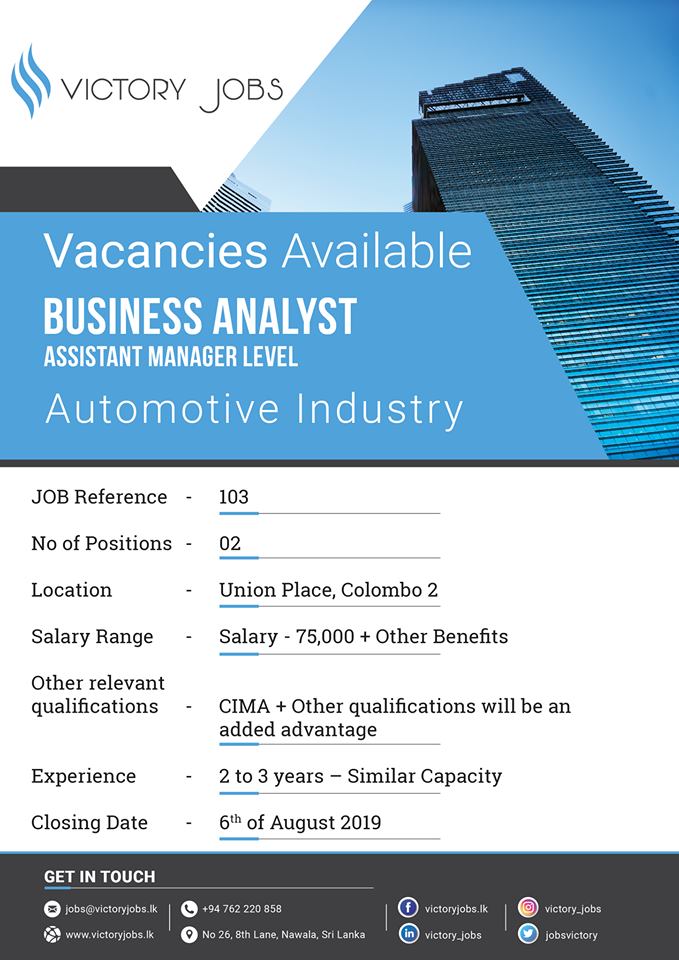 VICTORY JOBS
Vacancies Available
BUSINESS ANALYST
ASSISTANT MANAGER LEVEL
Automotive Industry
JOB Reference - 103
No of Positions - 02
Location - Union Place, Colombo 2
Salary Range - Salary - 75,000 + Other Benefits
Other relevant
qualifications - CIMA + Other qualifications will be an
added advantage
Experience - 2 to 3 years – Similar Capacity
Closing Date - 6th of August 2019
GET IN TOUCH
jobs@victoryjobs.lk +94 762 220 858 victoryjobs.lk victory_jobs
www.victoryjobs.lk No 26, 8th Lane, Nawala, Sri Lanka victory_jobs jobsvictory